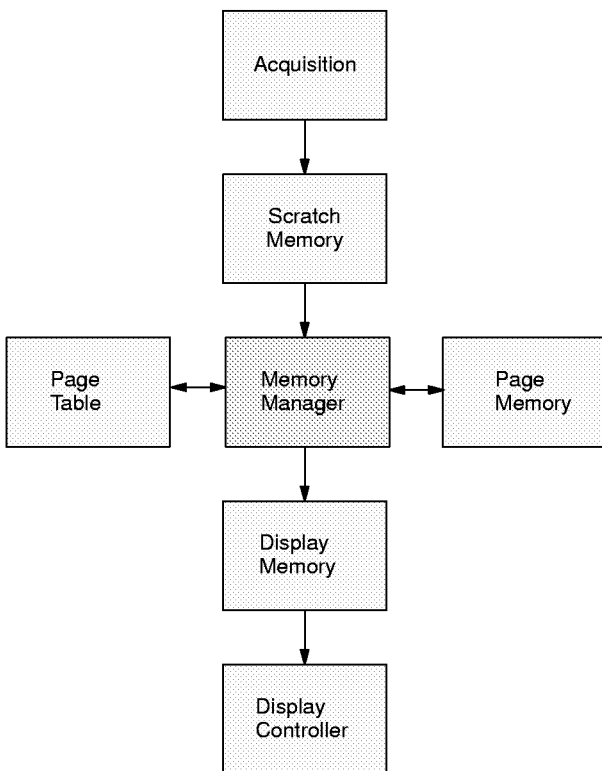 Acquisition
Scratch
Memory
Page
Table
Memory
Manager
Page
Memory
Display
Memory
Display
Controller